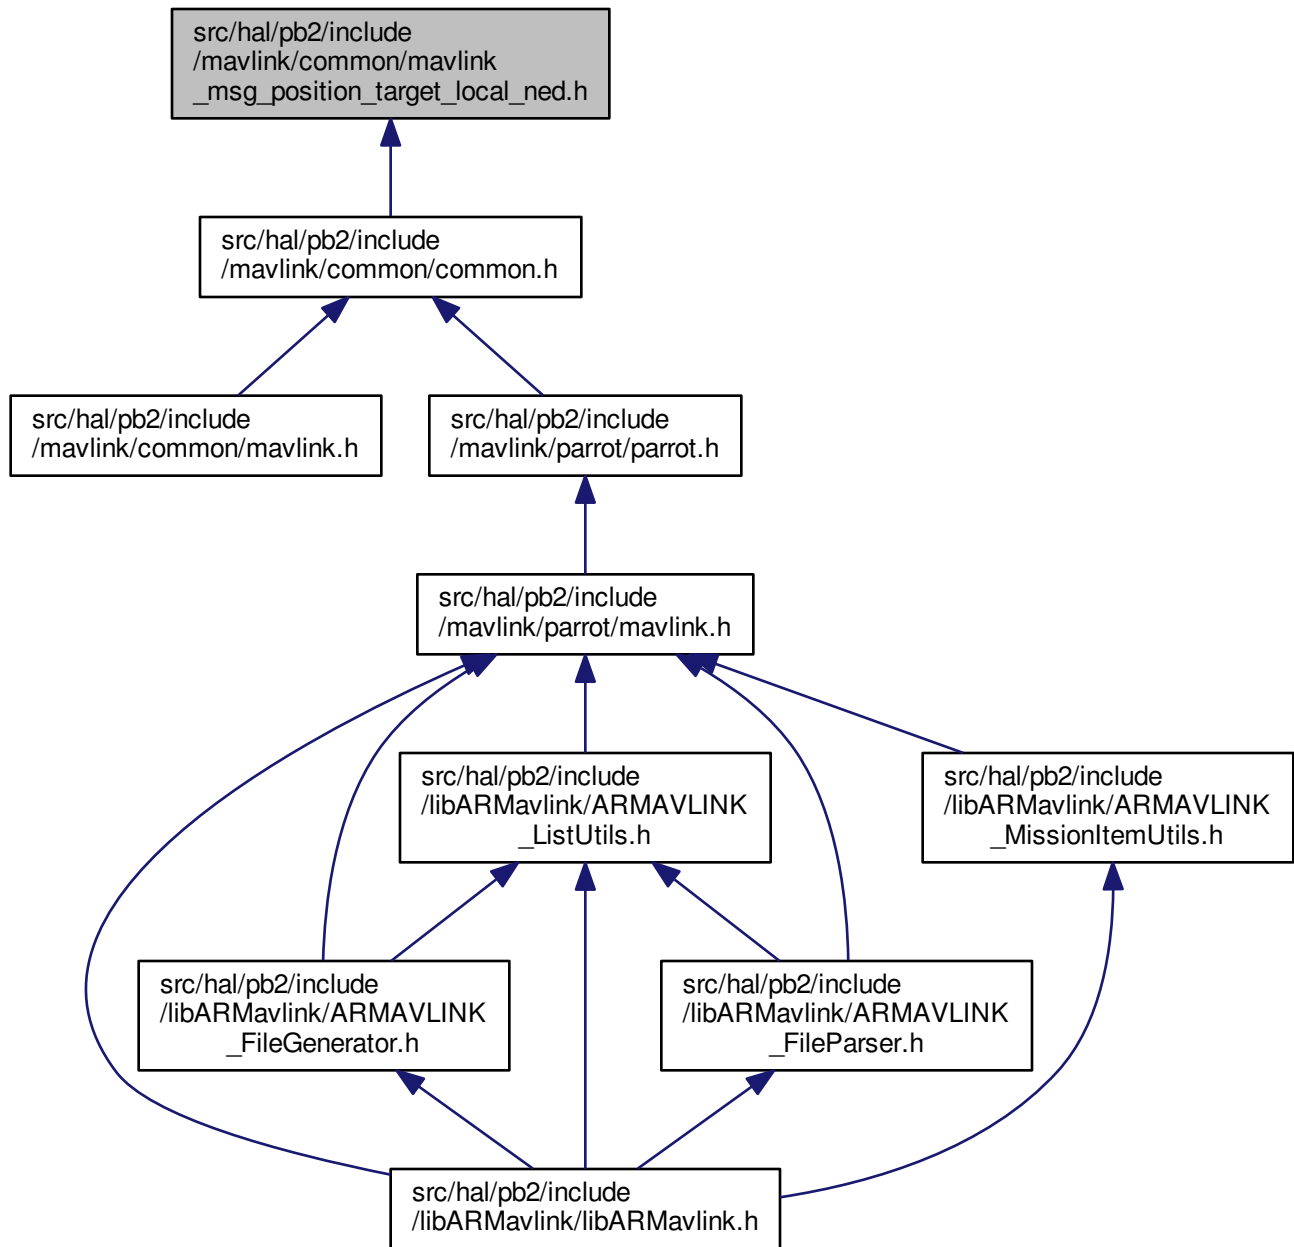 src/hal/pb2/include
/mavlink/common/mavlink
_msg_position_target_local_ned.h
src/hal/pb2/include
/mavlink/common/common.h
src/hal/pb2/include
/mavlink/common/mavlink.h
src/hal/pb2/include
/mavlink/parrot/parrot.h
src/hal/pb2/include
/mavlink/parrot/mavlink.h
src/hal/pb2/include
/libARMavlink/ARMAVLINK
_ListUtils.h
src/hal/pb2/include
/libARMavlink/ARMAVLINK
_MissionItemUtils.h
src/hal/pb2/include
/libARMavlink/ARMAVLINK
_FileGenerator.h
src/hal/pb2/include
/libARMavlink/ARMAVLINK
_FileParser.h
src/hal/pb2/include
/libARMavlink/libARMavlink.h